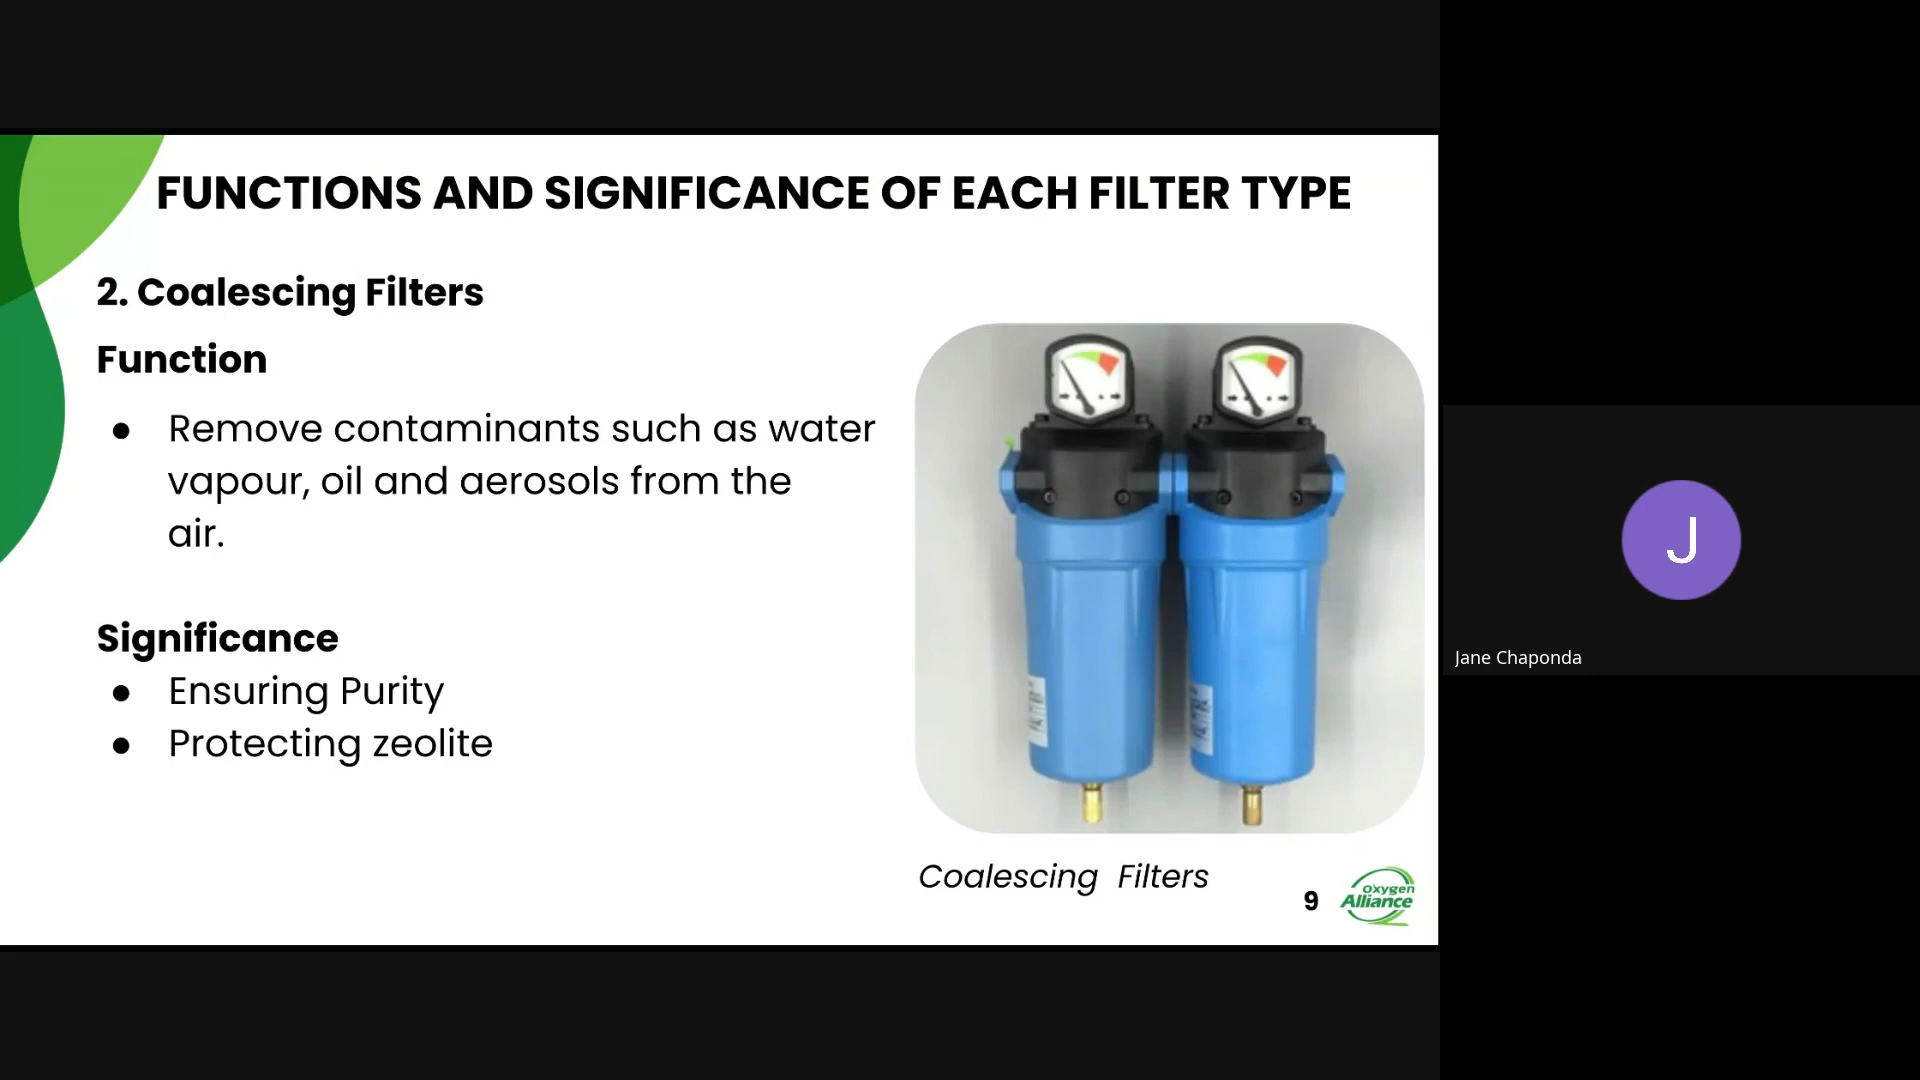 FUNCTIONS AND SIGNIFICANCE OF EACH FILTER TYPE
2. Coalescing Filters
Function
● Remove contaminants such as water
vapour, oil and aerosols from the
air.
Significance
● Ensuring Purity
● Protecting zeolite
Coalescing Filters
9
Oxygen
Alliance
J
Jane Chaponda